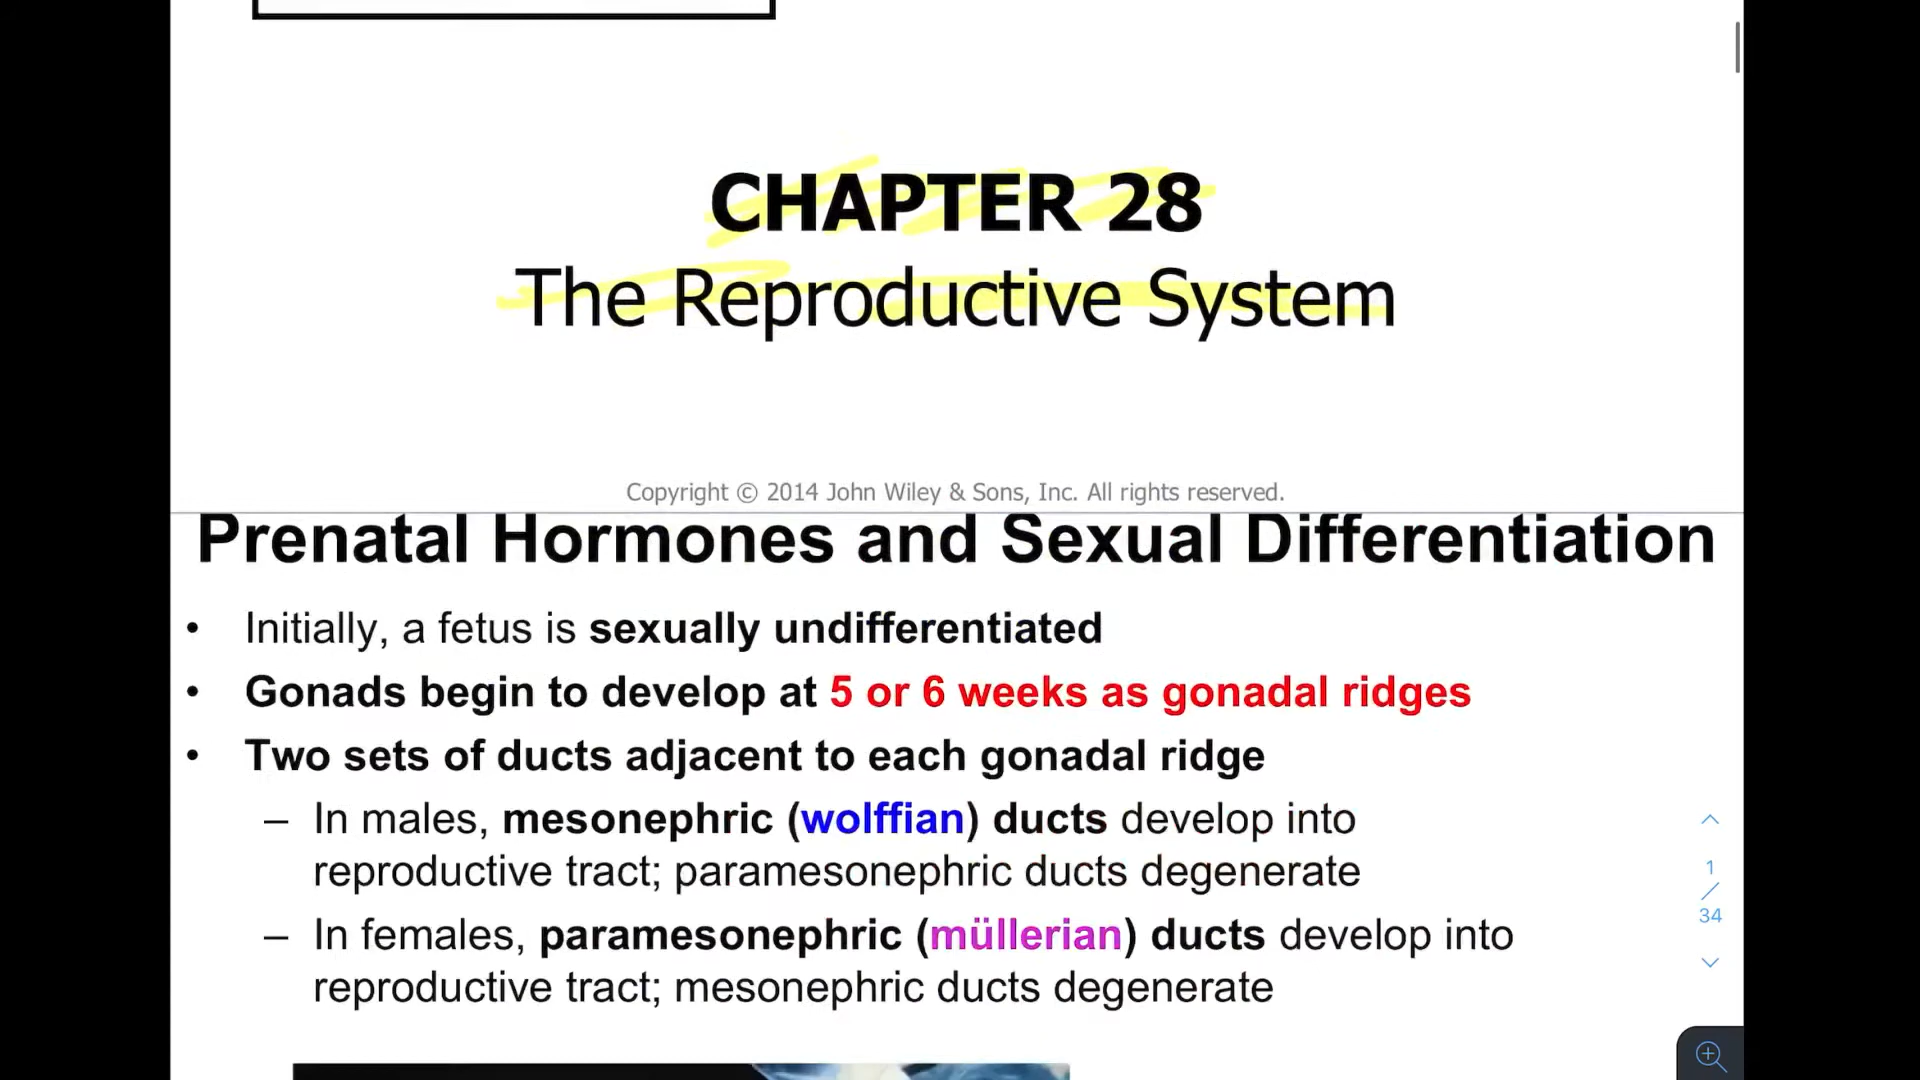 CHAPTER 28
The Reproductive System
Copyright © 2014 John Wiley & Sons, Inc. All rights reserved.
Prenatal Hormones and Sexual Differentiation
• Initially, a fetus is sexually undifferentiated
• Gonads begin to develop at 5 or 6 weeks as gonadal ridges
• Two sets of ducts adjacent to each gonadal ridge
– In males, mesonephric (wolffian) ducts develop into
reproductive tract; paramesonephric ducts degenerate
– In females, paramesonephric (müllerian) ducts develop into
reproductive tract; mesonephric ducts degenerate
1
/
34